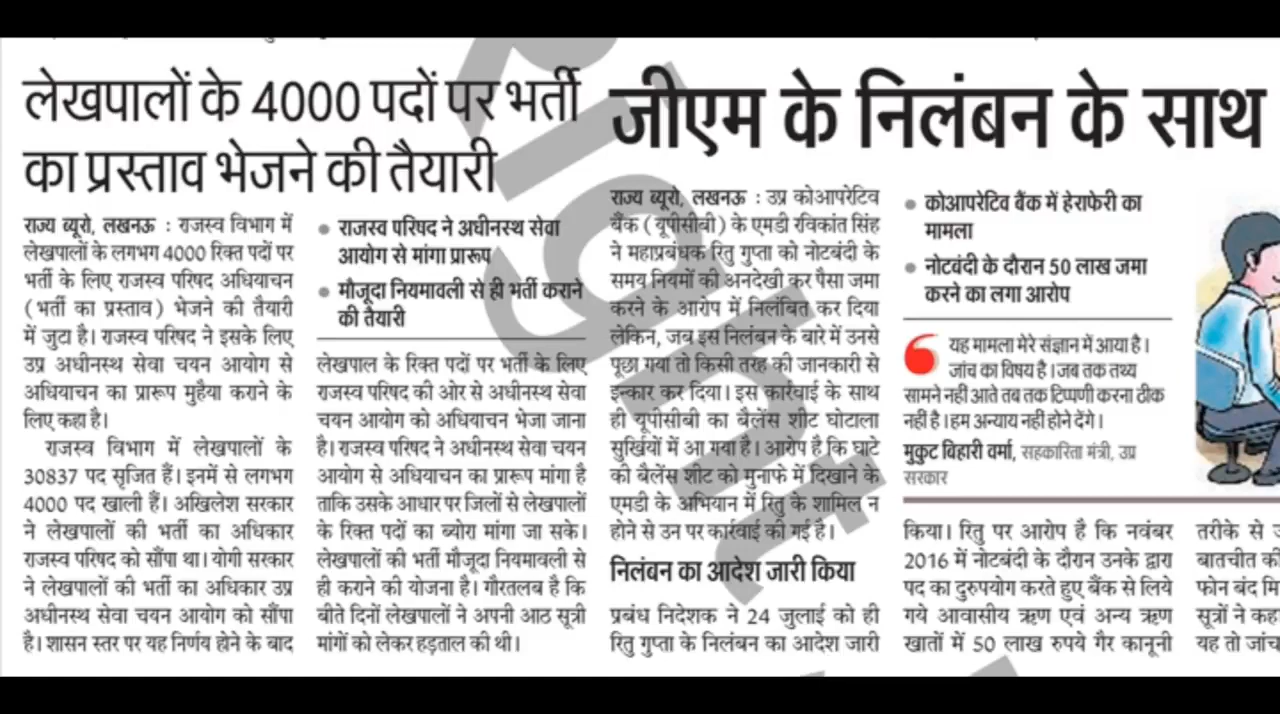 लेखपालों के 4000 पदों पर भर्ती
का प्रस्ताव भेजने की तैयारी
राज्य ब्यूरो, लखनऊ : राजस्व विभाग में
लेखपालों के लगभग 4000 रिक्त पदों पर
भर्ती के लिए राजस्व परिषद अधियाचन
(भर्ती का प्रस्ताव) भेजने की तैयारी
में जुटा है। राजस्व परिषद ने इसके लिए
उप्र अधीनस्थ सेवा चयन आयोग से
अधियाचन का प्रारूप मुहैया कराने के
लिए कहा है।
राजस्व विभाग में लेखपालों के
30837 पद सृजित हैं। इनमें से लगभग
4000 पद खाली हैं। अखिलेश सरकार
ने लेखपालों की भर्ती का अधिकार
राजस्व परिषद को सौंपा था। योगी सरकार
ने लेखपालों की भर्ती का अधिकार उप्र
अधीनस्थ सेवा चयन आयोग को सौंपा
है। शासन स्तर पर यह निर्णय होने के बाद
• राजस्व परिषद ने अधीनस्थ सेवा
आयोग से मांगा प्रारूप
• मौजूदा नियमावली से ही भर्ती कराने
की तैयारी
लेखपाल के रिक्त पदों पर भर्ती के लिए
राजस्व परिषद की ओर से अधीनस्थ सेवा
चयन आयोग को अधियाचन भेजा जाना
है। राजस्व परिषद ने अधीनस्थ सेवा चयन
आयोग से अधियाचन का प्रारूप मांगा है
ताकि उसके आधार पर जिलों से लेखपालों
के रिक्त पदों का ब्योरा मांगा जा सके।
लेखपालों की भर्ती मौजूदा नियमावली से
ही कराने की योजना है। गौरतलब है कि
बीते दिनों लेखपालों ने अपनी आठ सूत्री
मांगों को लेकर हड़ताल की थी।
जीएम के निलंबन के साथ
राज्य ब्यूरो, लखनऊ : उप्र कोआपरेटिव
बैंक (यूपीसीबी) के एमडी रविकांत सिंह
ने महाप्रबंधक रितु गुप्ता को नोटबंदी के
समय नियमों की अनदेखी कर पैसा जमा
करने के आरोप में निलंबित कर दिया
लेकिन, जब इस निलंबन के बारे में उनसे
पूछा गया तो किसी तरह की जानकारी से
इन्कार कर दिया। इस कार्रवाई के साथ
ही यूपीसीबी का बैलेंस शीट घोटाला
सुर्खियों में आ गया है। आरोप है कि घाटे
की बैलेंस शीट को मुनाफे में दिखाने के
एमडी के अभियान में रितु के शामिल न
होने से उन पर कार्रवाई की गई है।
निलंबन का आदेश जारी किया
प्रबंध निदेशक ने 24 जुलाई को ही
रितु गुप्ता के निलंबन का आदेश जारी
• कोआपरेटिव बैंक में हेराफेरी का
मामला
• नोटबंदी के दौरान 50 लाख जमा
करने का लगा आरोप
यह मामला मेरे संज्ञान में आया है।
जांच का विषय है। जब तक तथ्य
सामने नहीं आते तब तक टिप्पणी करना ठीक
नहीं है। हम अन्याय नहीं होने देंगे।
मुकुट बिहारी वर्मा, सहकारिता मंत्री, उप्र
सरकार
किया। रितु पर आरोप है कि नवंबर
2016 में नोटबंदी के दौरान उनके द्वारा
पद का दुरुपयोग करते हुए बैंक से लिये
गये आवासीय ऋण एवं अन्य ऋण
खातों में 50 लाख रुपये गैर कानूनी
तरीके से
बातचीत की
फोन बंद
सूत्रों ने
यह तो जांच